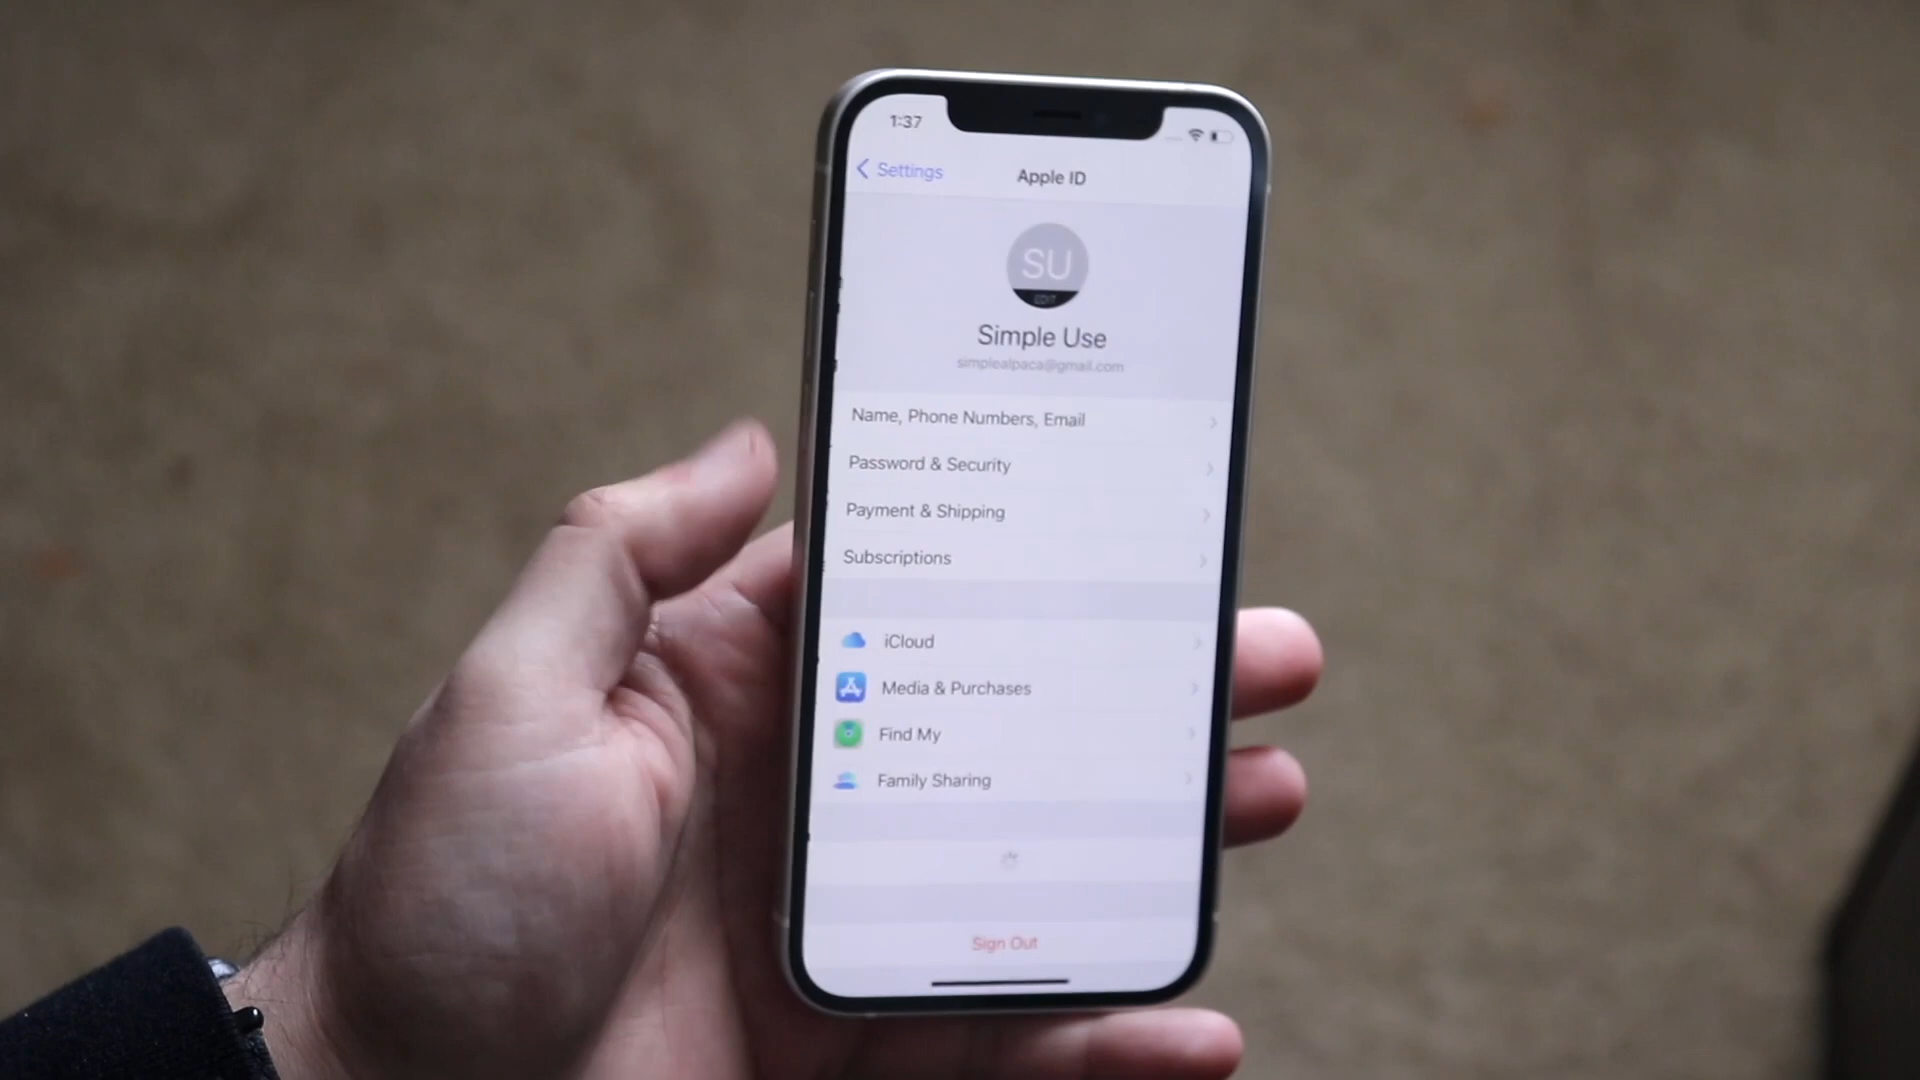 1:37
Settings
Apple ID
SU
EDIT
Simple Use
simplealpaca@gmail.com
Name, Phone Numbers, Email
Password & Security
Payment & Shipping
Subscriptions
iCloud
Media & Purchases
Find My
Family Sharing
Sign Out